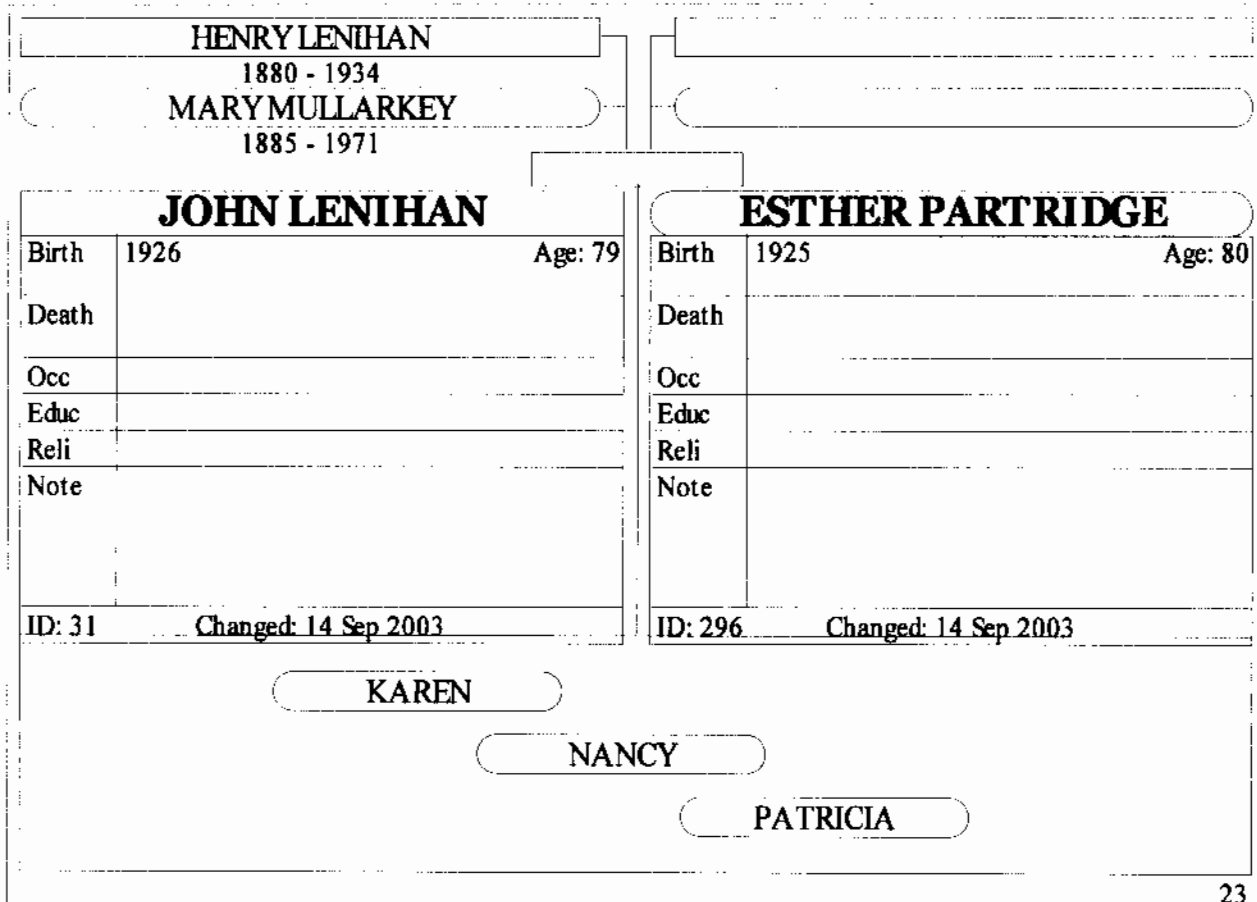 HENRY LENIHAN
1880 - 1934
MARY MULLARKEY
1885 - 1971
JOHN LENIHAN
Birth 1926 Age: 79
Death
Occ
Educ
Reli
Note
ID: 31 Changed: 14 Sep 2003
ESTHER PARTRIDGE
Birth 1925 Age: 80
Death
Occ
Educ
Reli
Note
ID: 296 Changed: 14 Sep 2003
KAREN
NANCY
PATRICIA
23